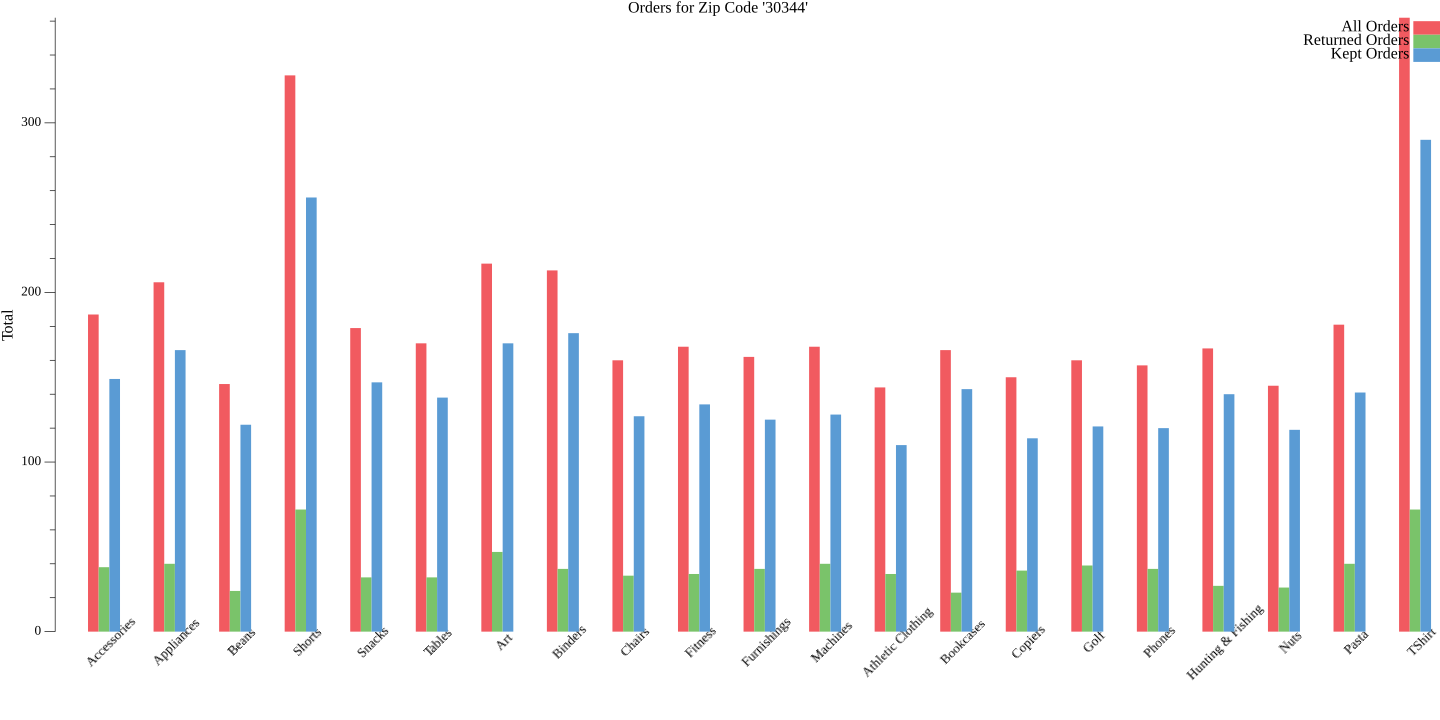 Orders for Zip Code '30344'
All Orders
Returned Orders
Kept Orders
Total
300
200
100
0
Accessories
Appliances
Beans
Shorts
Snacks
Tables
Art
Binders
Chairs
Fitness
Furnishings
Machines
Athletic Clothing
Bookcases
Copiers
Golf
Phones
Hunting & Fishing
Nuts
Pasta
TShirt